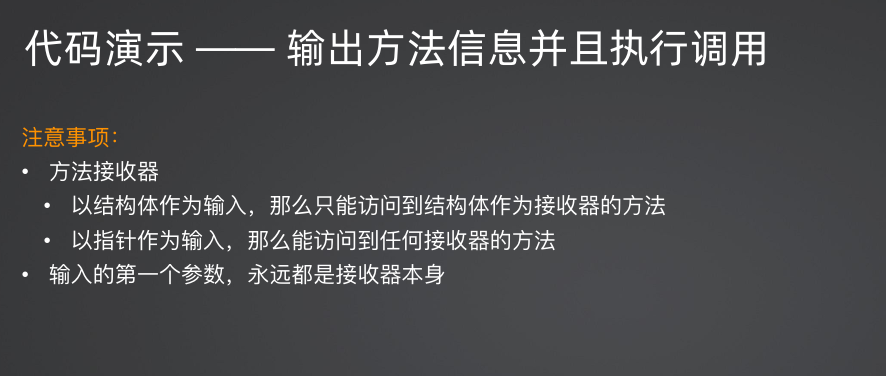 代码演示 —— 输出方法信息并且执行调用
注意事项：
• 方法接收器
• 以结构体作为输入，那么只能访问到结构体作为接收器的方法
• 以指针作为输入，那么能访问到任何接收器的方法
• 输入的第一个参数，永远都是接收器本身